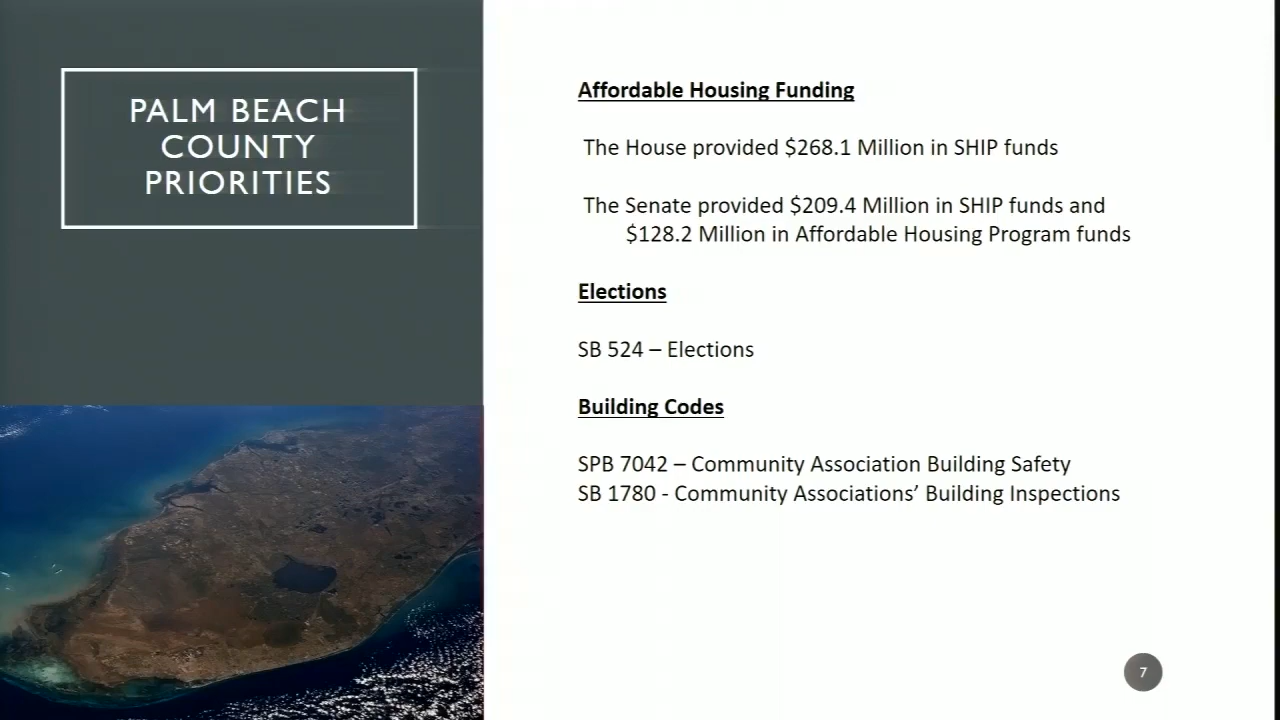 PALM BEACH
COUNTY
PRIORITIES
Affordable Housing Funding
The House provided $268.1 Million in SHIP funds
The Senate provided $209.4 Million in SHIP funds and
$128.2 Million in Affordable Housing Program funds
Elections
SB 524 – Elections
Building Codes
SPB 7042 – Community Association Building Safety
SB 1780 - Community Associations’ Building Inspections
7